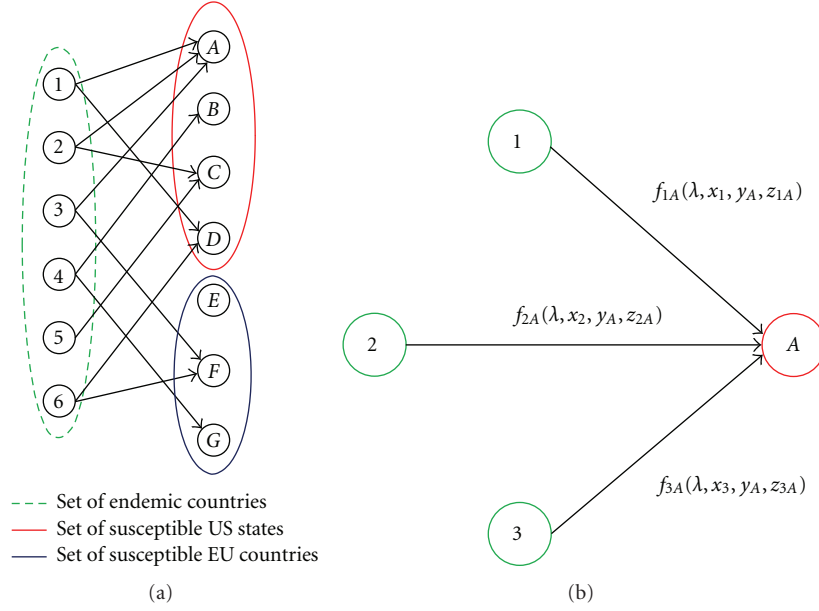 1
2
3
4
5
6
A
B
C
D
E
F
G
Set of endemic countries
Set of susceptible US states
Set of susceptible EU countries
(a)
1
f1A(λ, x1, yA, z1A)
2
f2A(λ, x2, yA, z2A)
A
f3A(λ, x3, yA, z3A)
3
(b)